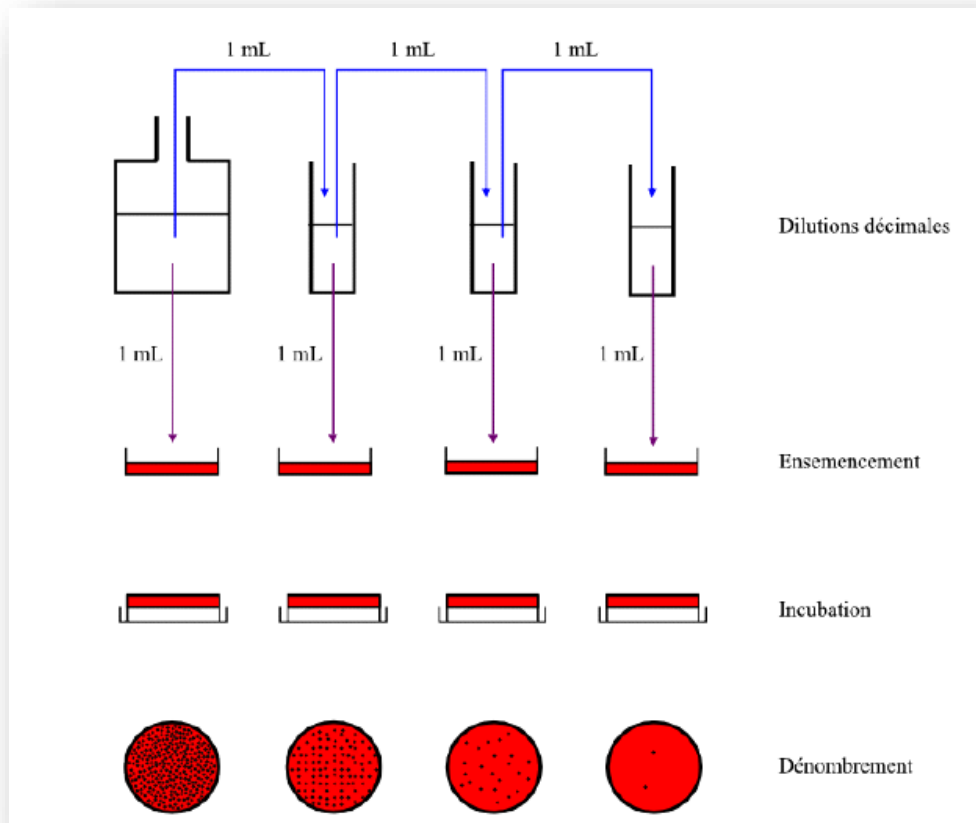 1 mL
1 mL
1 mL
Dilutions décimales
1 mL
1 mL
1 mL
1 mL
Ensemencement
Incubation
Dénombrement